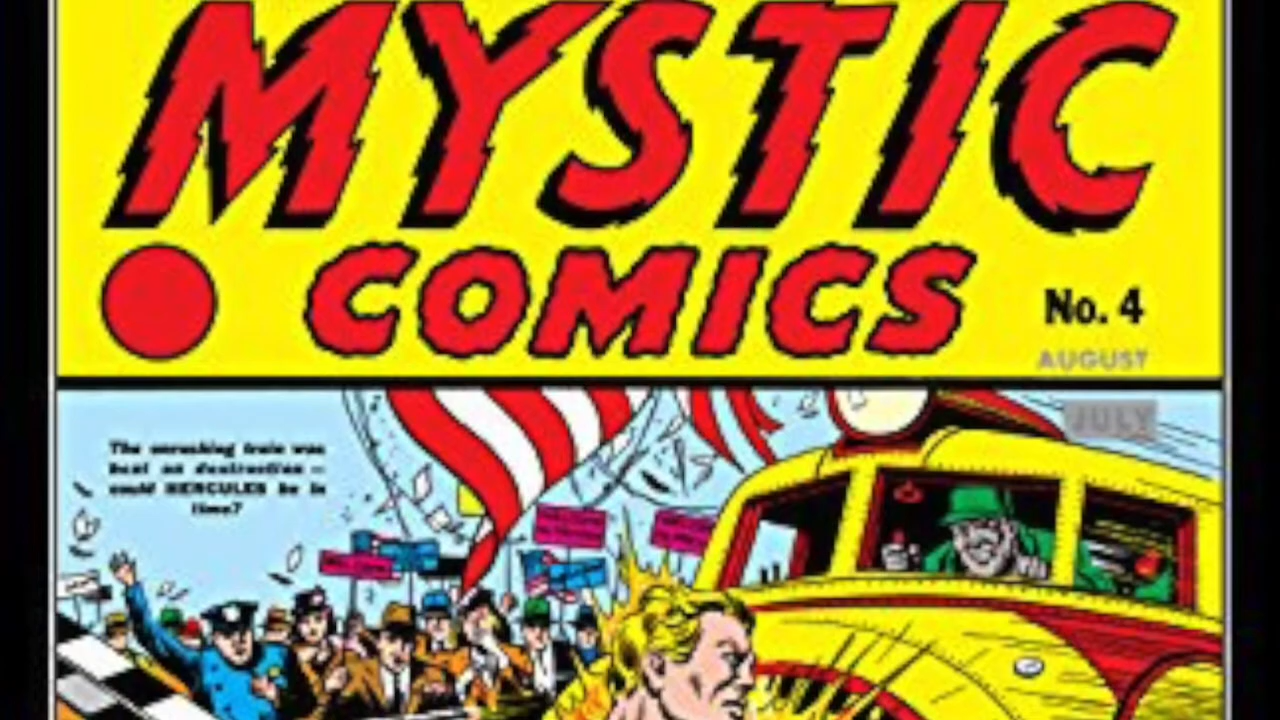 MYSTIC
COMICS
No. 4
AUGUST
JULY
The onrushing train was
bent on destruction —
could HERCULES be in
time?